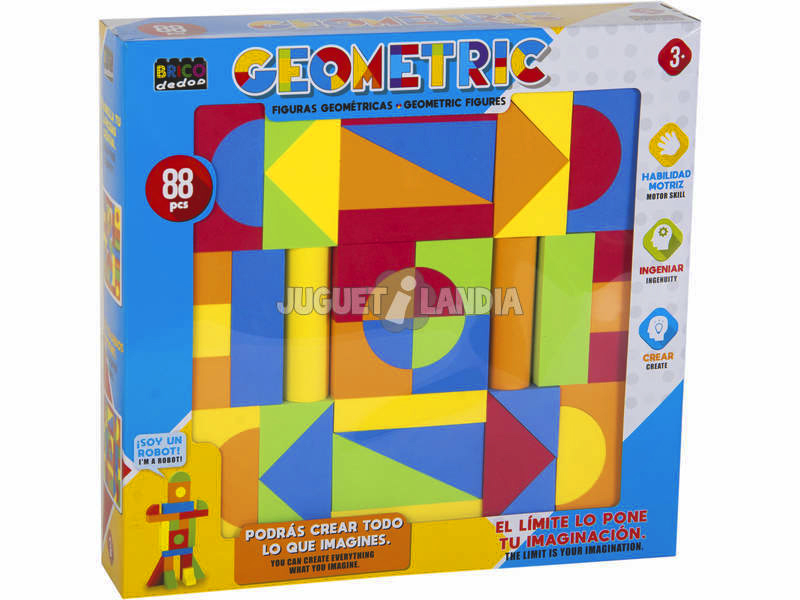 BRICO
dedos
GEOMETRIC
FIGURAS GEOMÉTRICAS • GEOMETRIC FIGURES
3+
88
pcs
HABILIDAD
MOTRIZ
MOTOR SKILL
INGENIAR
INGENUITY
CREAR
CREATE
JUGUETiLANDIA
¡SOY UN
ROBOT!
I'M A ROBOT!
PODRÁS CREAR TODO
LO QUE IMAGINES.
YOU CAN CREATE EVERYTHING
WHAT YOU IMAGINE.
EL LÍMITE LO PONE
TU IMAGINACIÓN.
THE LIMIT IS YOUR IMAGINATION.